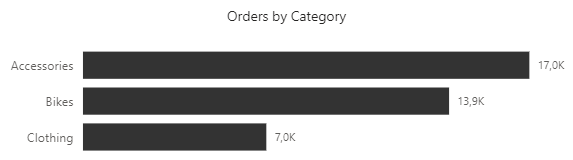 Orders by Category
Accessories 17,0K
Bikes 13,9K
Clothing 7,0K